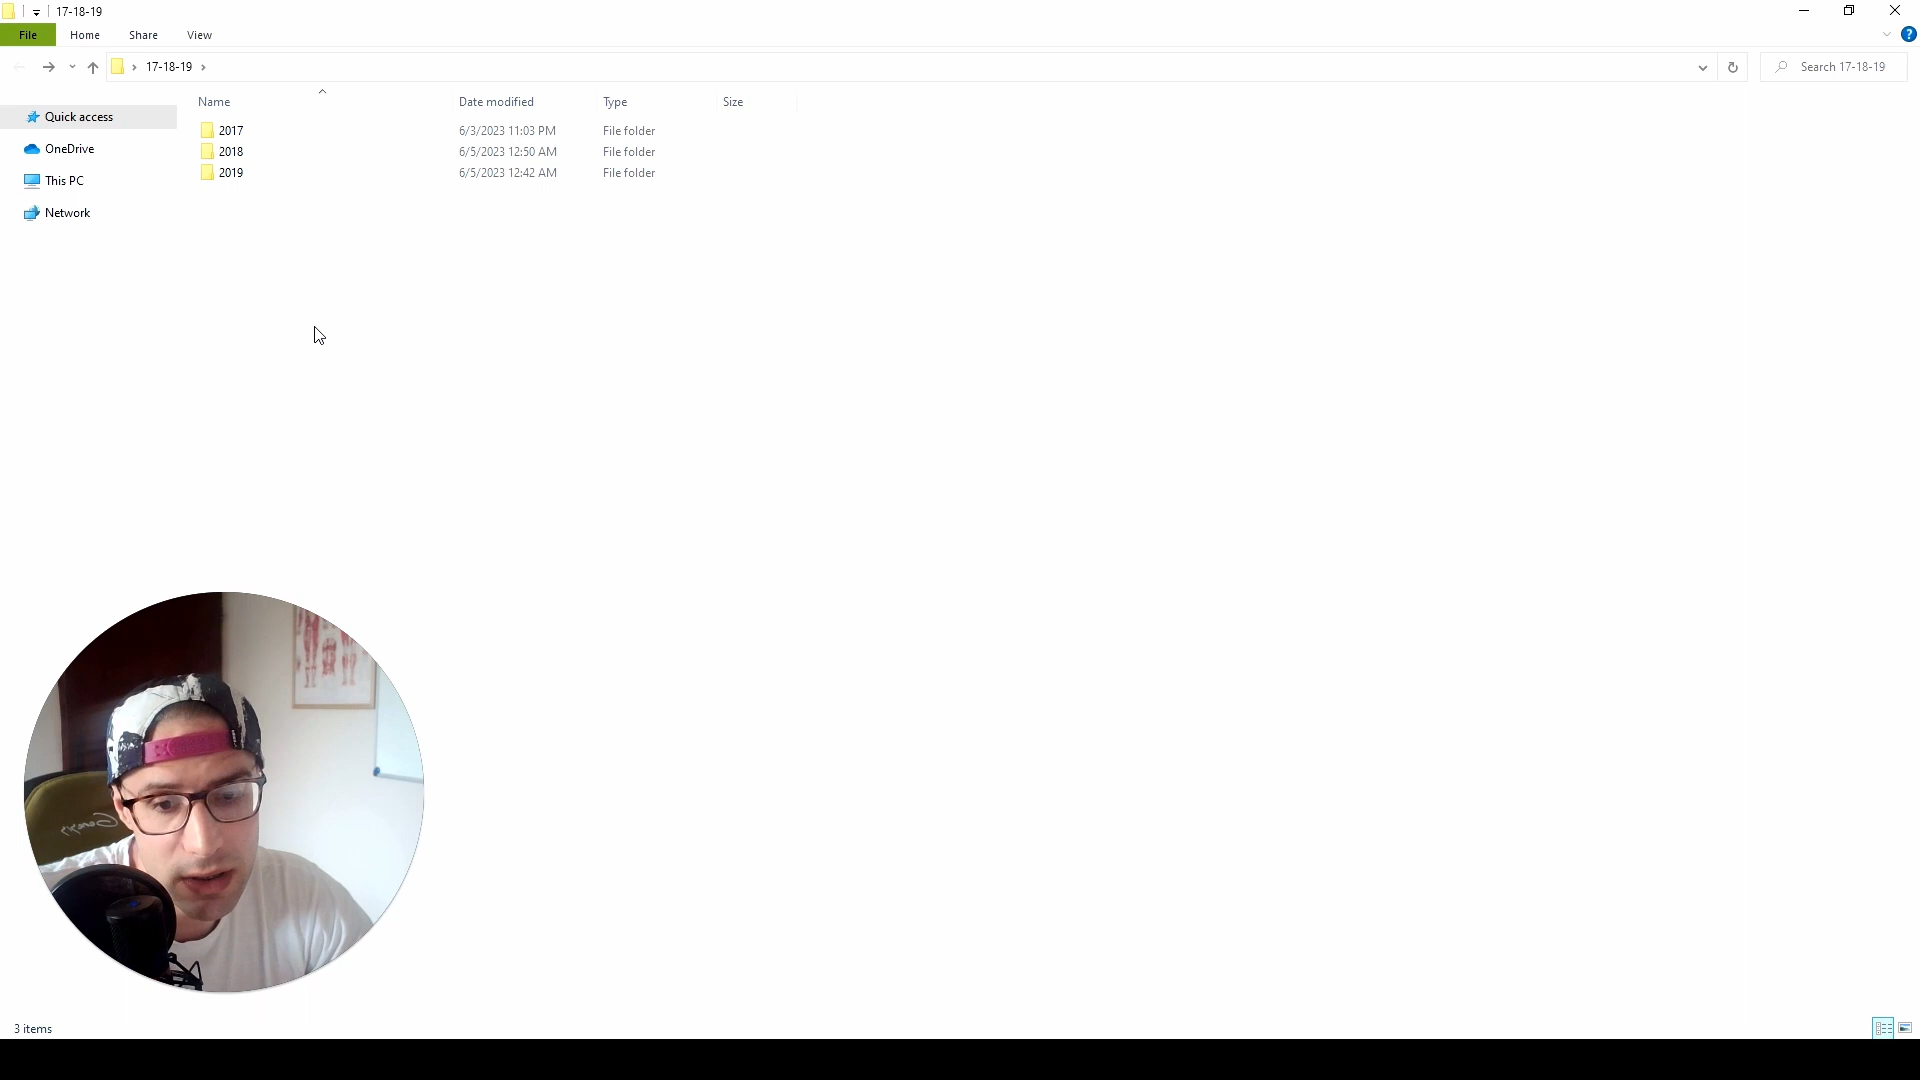 17-18-19
File Home Share View ?
17-18-19
Search 17-18-19
Name Date modified Type Size
Quick access
OneDrive
This PC
Network
2017 6/3/2023 11:03 PM File folder
2018 6/5/2023 12:50 AM File folder
2019 6/5/2023 12:42 AM File folder
3 items